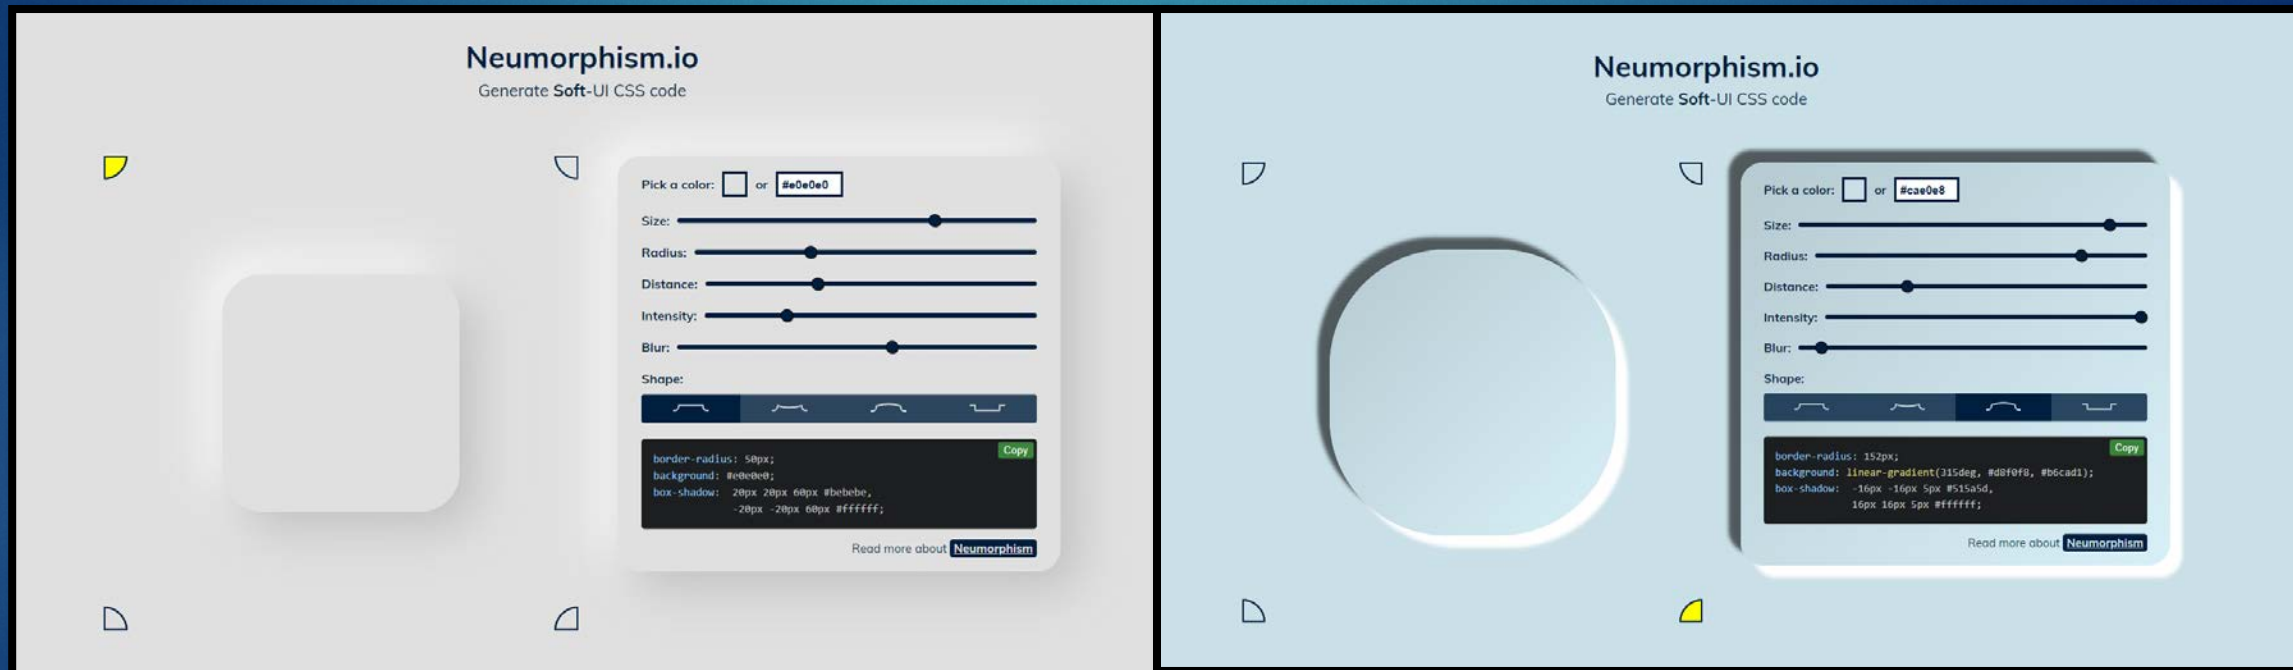 Neumorphism.io
Generate Soft-UI CSS code
Pick a color: or #e0e0e0
Size:
Radius:
Distance:
Intensity:
Blur:
Shape:
Copy
border-radius: 50px;
background: #e0e0e0;
box-shadow: 20px 20px 60px #bebebe,
-20px -20px 60px #ffffff;
Read more about Neumorphism
Neumorphism.io
Generate Soft-UI CSS code
Pick a color: or #cae0e8
Size:
Radius:
Distance:
Intensity:
Blur:
Shape:
Copy
border-radius: 152px;
background: linear-gradient(315deg, #d8f0f8, #b6cad1);
box-shadow: -16px -16px 5px #515a5d,
16px 16px 5px #ffffff;
Read more about Neumorphism